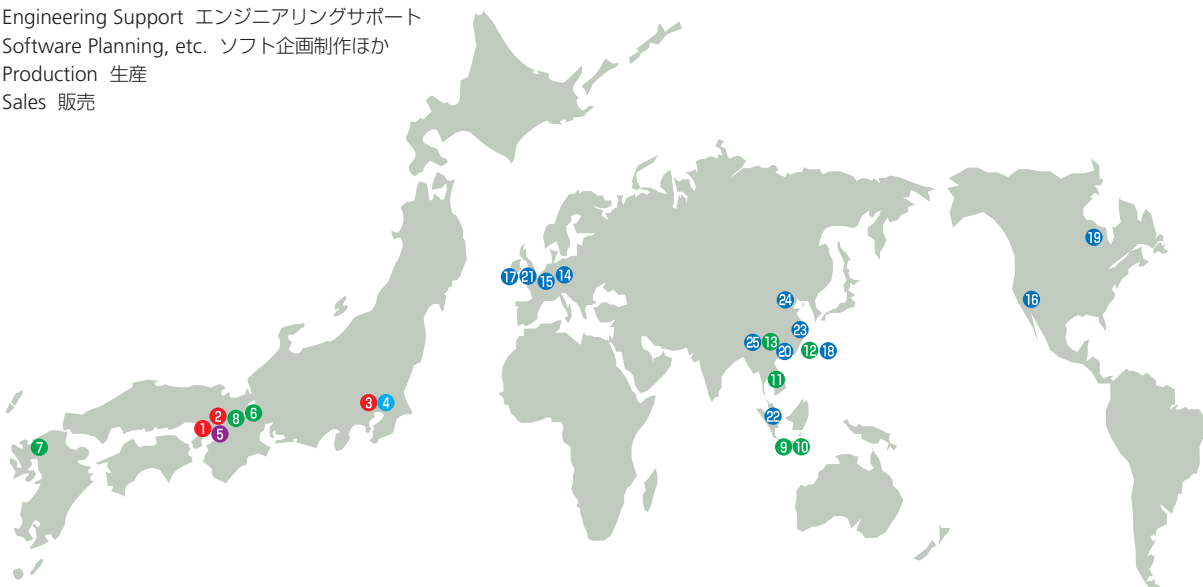 Engineering Support エンジニアリングサポート
Software Planning, etc. ソフト企画制作ほか
Production 生産
Sales 販売
19
17 21 15 14
24
16
23
25 13 20 12 18
11
3 4
2 8 6
22
1 5
7
9 10